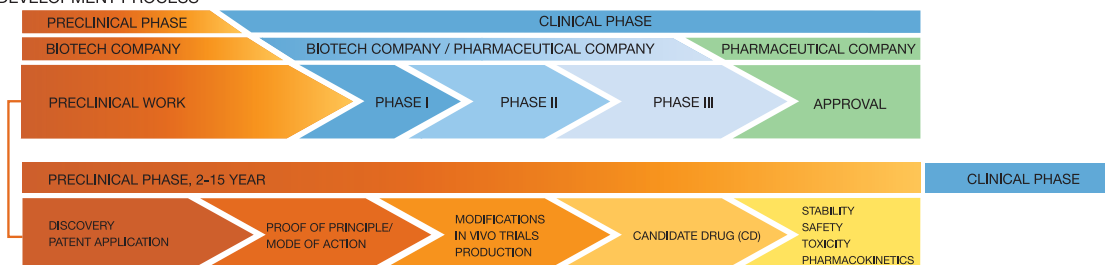 DEVELOPMENT PROCESS
PRECLINICAL PHASE
CLINICAL PHASE
BIOTECH COMPANY
BIOTECH COMPANY / PHARMACEUTICAL COMPANY
PHARMACEUTICAL COMPANY
PRECLINICAL WORK
PHASE I
PHASE II
PHASE III
APPROVAL
PRECLINICAL PHASE, 2-15 YEAR
CLINICAL PHASE
DISCOVERY
PATENT APPLICATION
PROOF OF PRINCIPLE/
MODE OF ACTION
MODIFICATIONS
IN VIVO TRIALS
PRODUCTION
CANDIDATE DRUG (CD)
STABILITY
SAFETY
TOXICITY
PHARMACOKINETICS